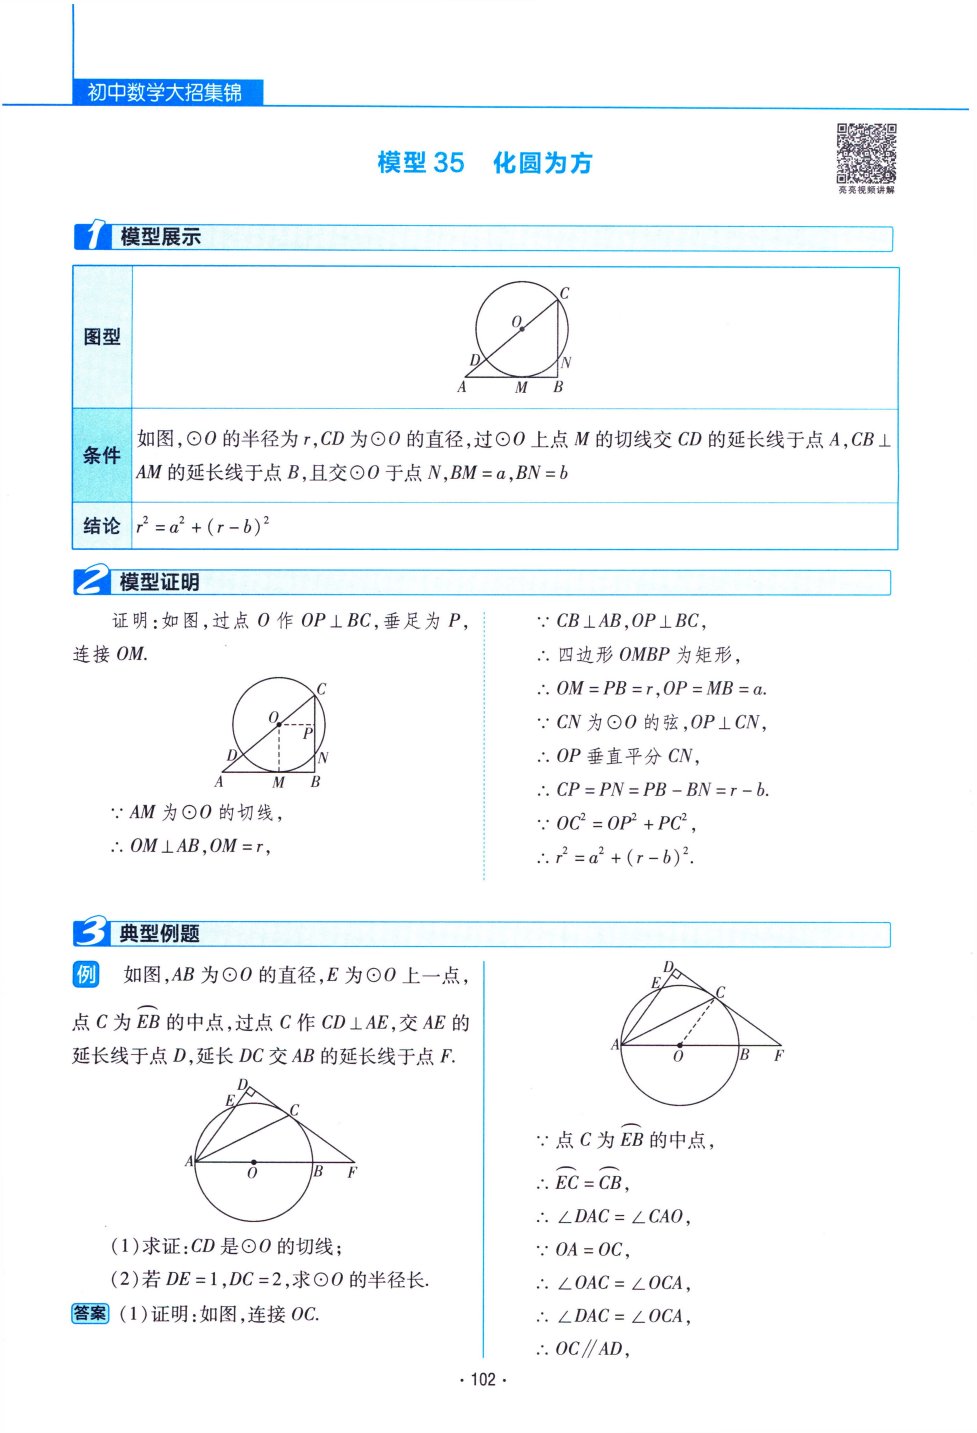 初中数学大招集锦
模型 35 化圆为方
亮亮视频讲解
1 模型展示
图型
C
O
D
N
A M B
条件
如图,⊙O 的半径为 r,CD 为⊙O 的直径,过⊙O 上点 M 的切线交 CD 的延长线于点 A,CB⊥
AM 的延长线于点 B,且交⊙O 于点 N,BM=a,BN=b
结论
r²=a²+(r-b)²
2 模型证明
证明:如图,过点 O 作 OP⊥BC,垂足为 P,
连接 OM.
C
O
P
D
N
A M B
∵ AM 为⊙O 的切线,
∴ OM⊥AB,OM=r,
∵ CB⊥AB,OP⊥BC,
∴ 四边形 OMBP 为矩形,
∴ OM=PB=r,OP=MB=a.
∵ CN 为⊙O 的弦,OP⊥CN,
∴ OP 垂直平分 CN,
∴ CP=PN=PB-BN=r-b.
∵ OC²=OP²+PC²,
∴ r²=a²+(r-b)².
3 典型例题
例 如图,AB 为⊙O 的直径,E 为⊙O 上一点,
点 C 为 E͡B 的中点,过点 C 作 CD⊥AE,交 AE 的
延长线于点 D,延长 DC 交 AB 的延长线于点 F.
D
E
C
A
O B F
(1)求证:CD 是⊙O 的切线;
(2)若 DE=1,DC=2,求⊙O 的半径长.
答案 (1)证明:如图,连接 OC.
D
E
C
A
O B F
∵ 点 C 为 E͡B 的中点,
∴ E͡C=C͡B,
∴ ∠DAC=∠CAO,
∵ OA=OC,
∴ ∠OAC=∠OCA,
∴ ∠DAC=∠OCA,
∴ OC∥AD,
·102·